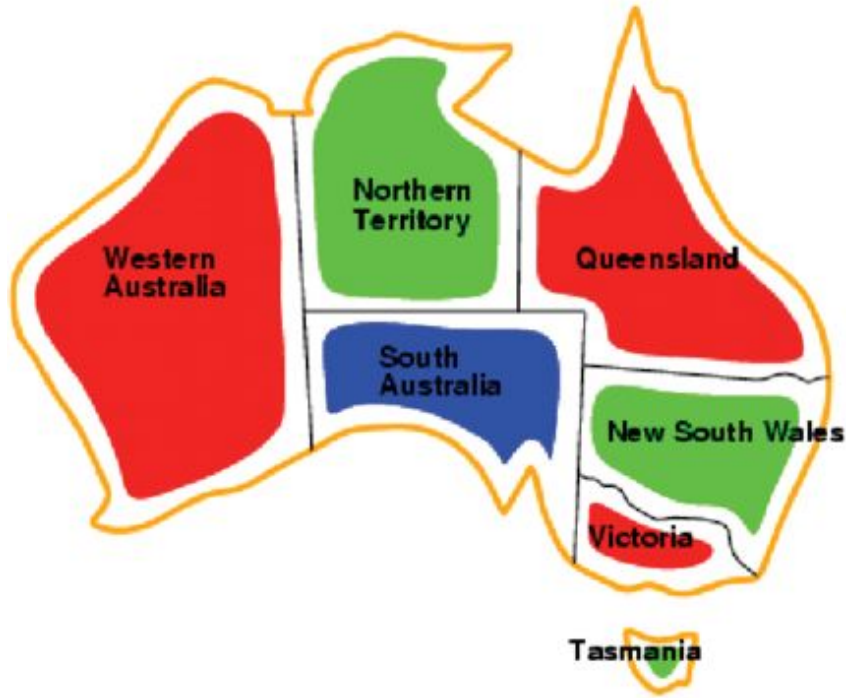 Northern
Territory
Western
Australia
Queensland
South
Australia
New South Wales
Victoria
Tasmania